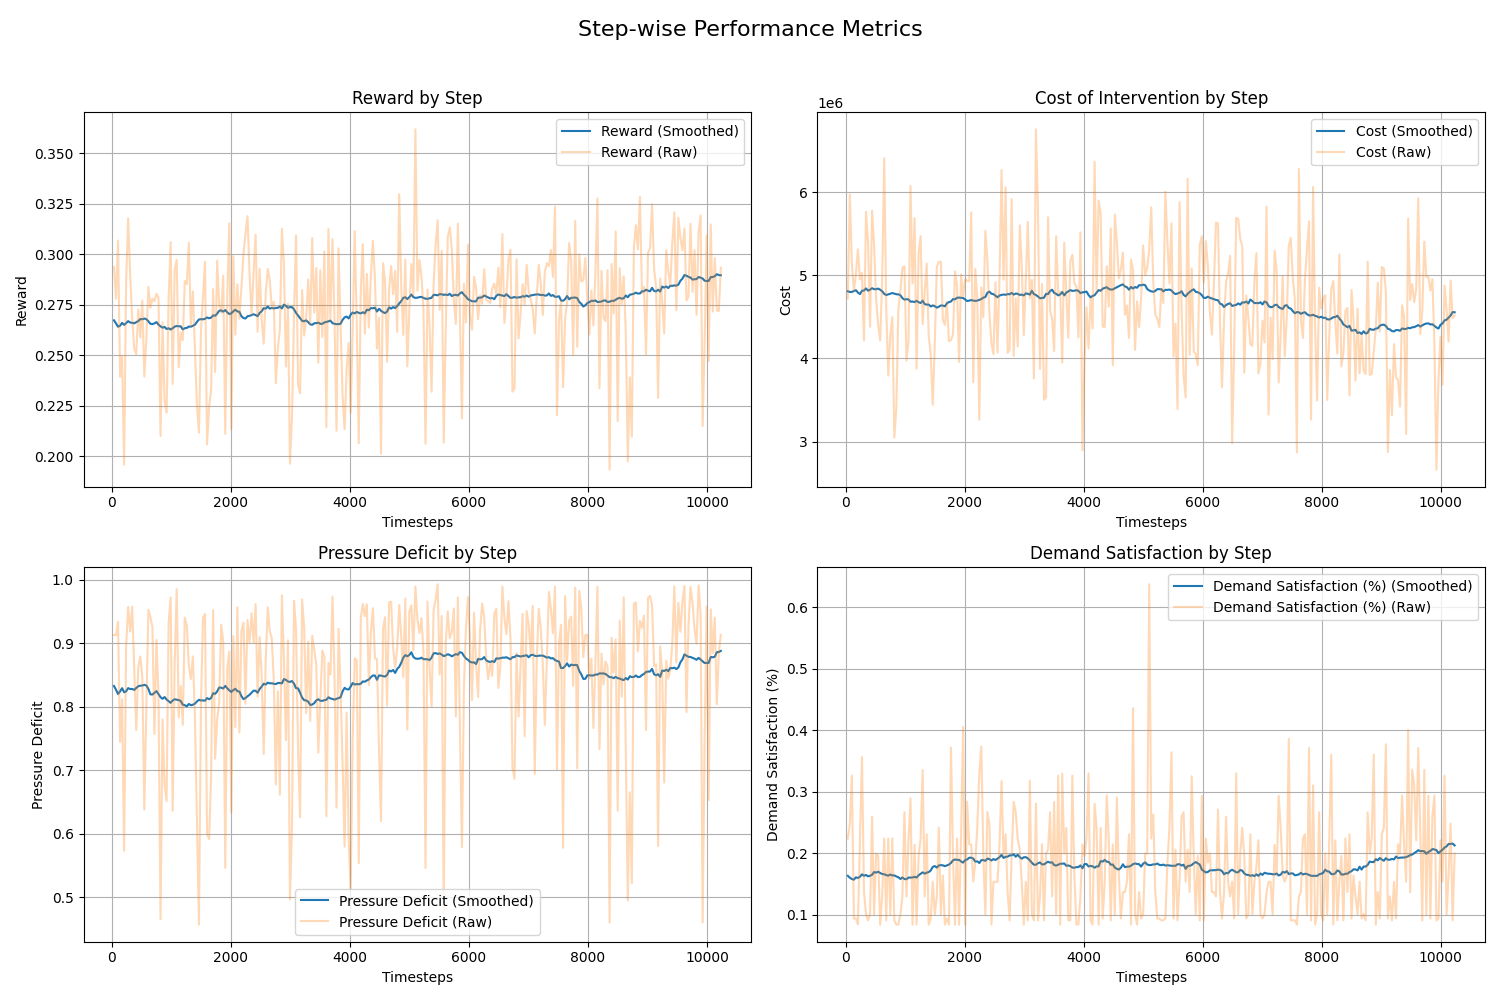 Step-wise Performance Metrics
Reward by Step
Reward (Smoothed)
Reward (Raw)
0.350
0.325
0.300
0.275
0.250
0.225
0.200
Reward
0
2000
4000
6000
8000
10000
Timesteps
Cost of Intervention by Step
1e6
Cost (Smoothed)
Cost (Raw)
6
5
4
3
Cost
0
2000
4000
6000
8000
10000
Timesteps
Pressure Deficit by Step
1.0
0.9
0.8
0.7
0.6
0.5
Pressure Deficit
Pressure Deficit (Smoothed)
Pressure Deficit (Raw)
0
2000
4000
6000
8000
10000
Timesteps
Demand Satisfaction by Step
Demand Satisfaction (%) (Smoothed)
Demand Satisfaction (%) (Raw)
0.6
0.5
0.4
0.3
0.2
0.1
Demand Satisfaction (%)
0
2000
4000
6000
8000
10000
Timesteps